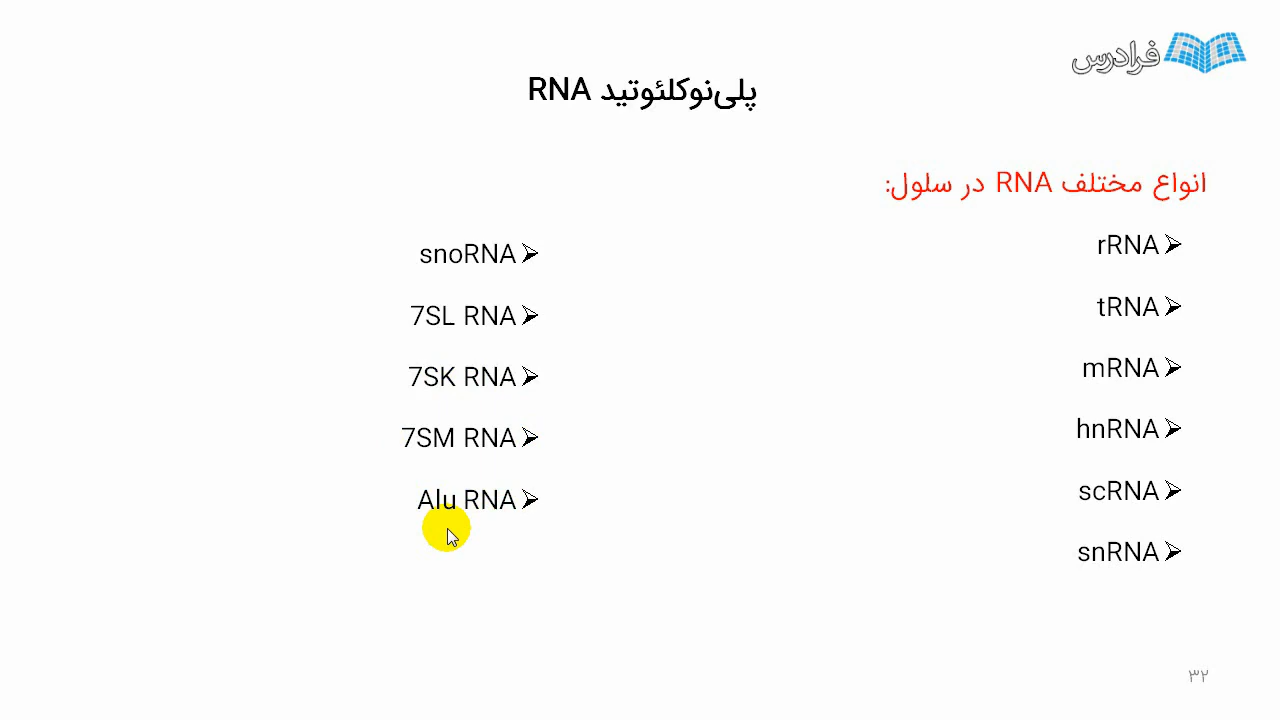 فرادرس
پلی‌نوکلئوتید RNA
انواع مختلف RNA در سلول:
rRNA
tRNA
mRNA
hnRNA
scRNA
snRNA
snoRNA
7SL RNA
7SK RNA
7SM RNA
Alu RNA
۳۲